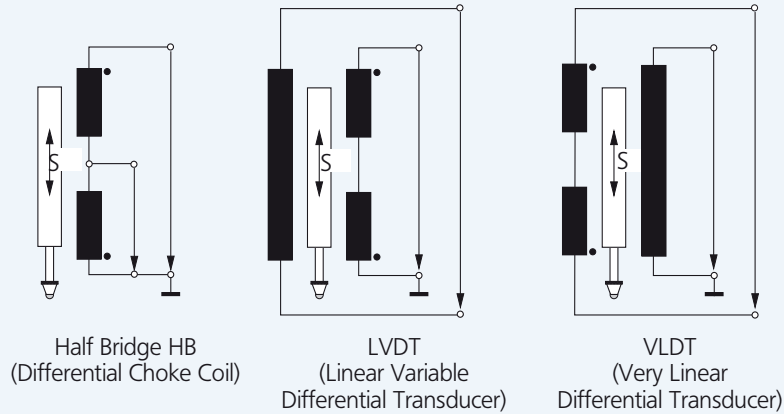 S
S
S
Half Bridge HB
(Differential Choke Coil)
LVDT
(Linear Variable
Differential Transducer)
VLDT
(Very Linear
Differential Transducer)